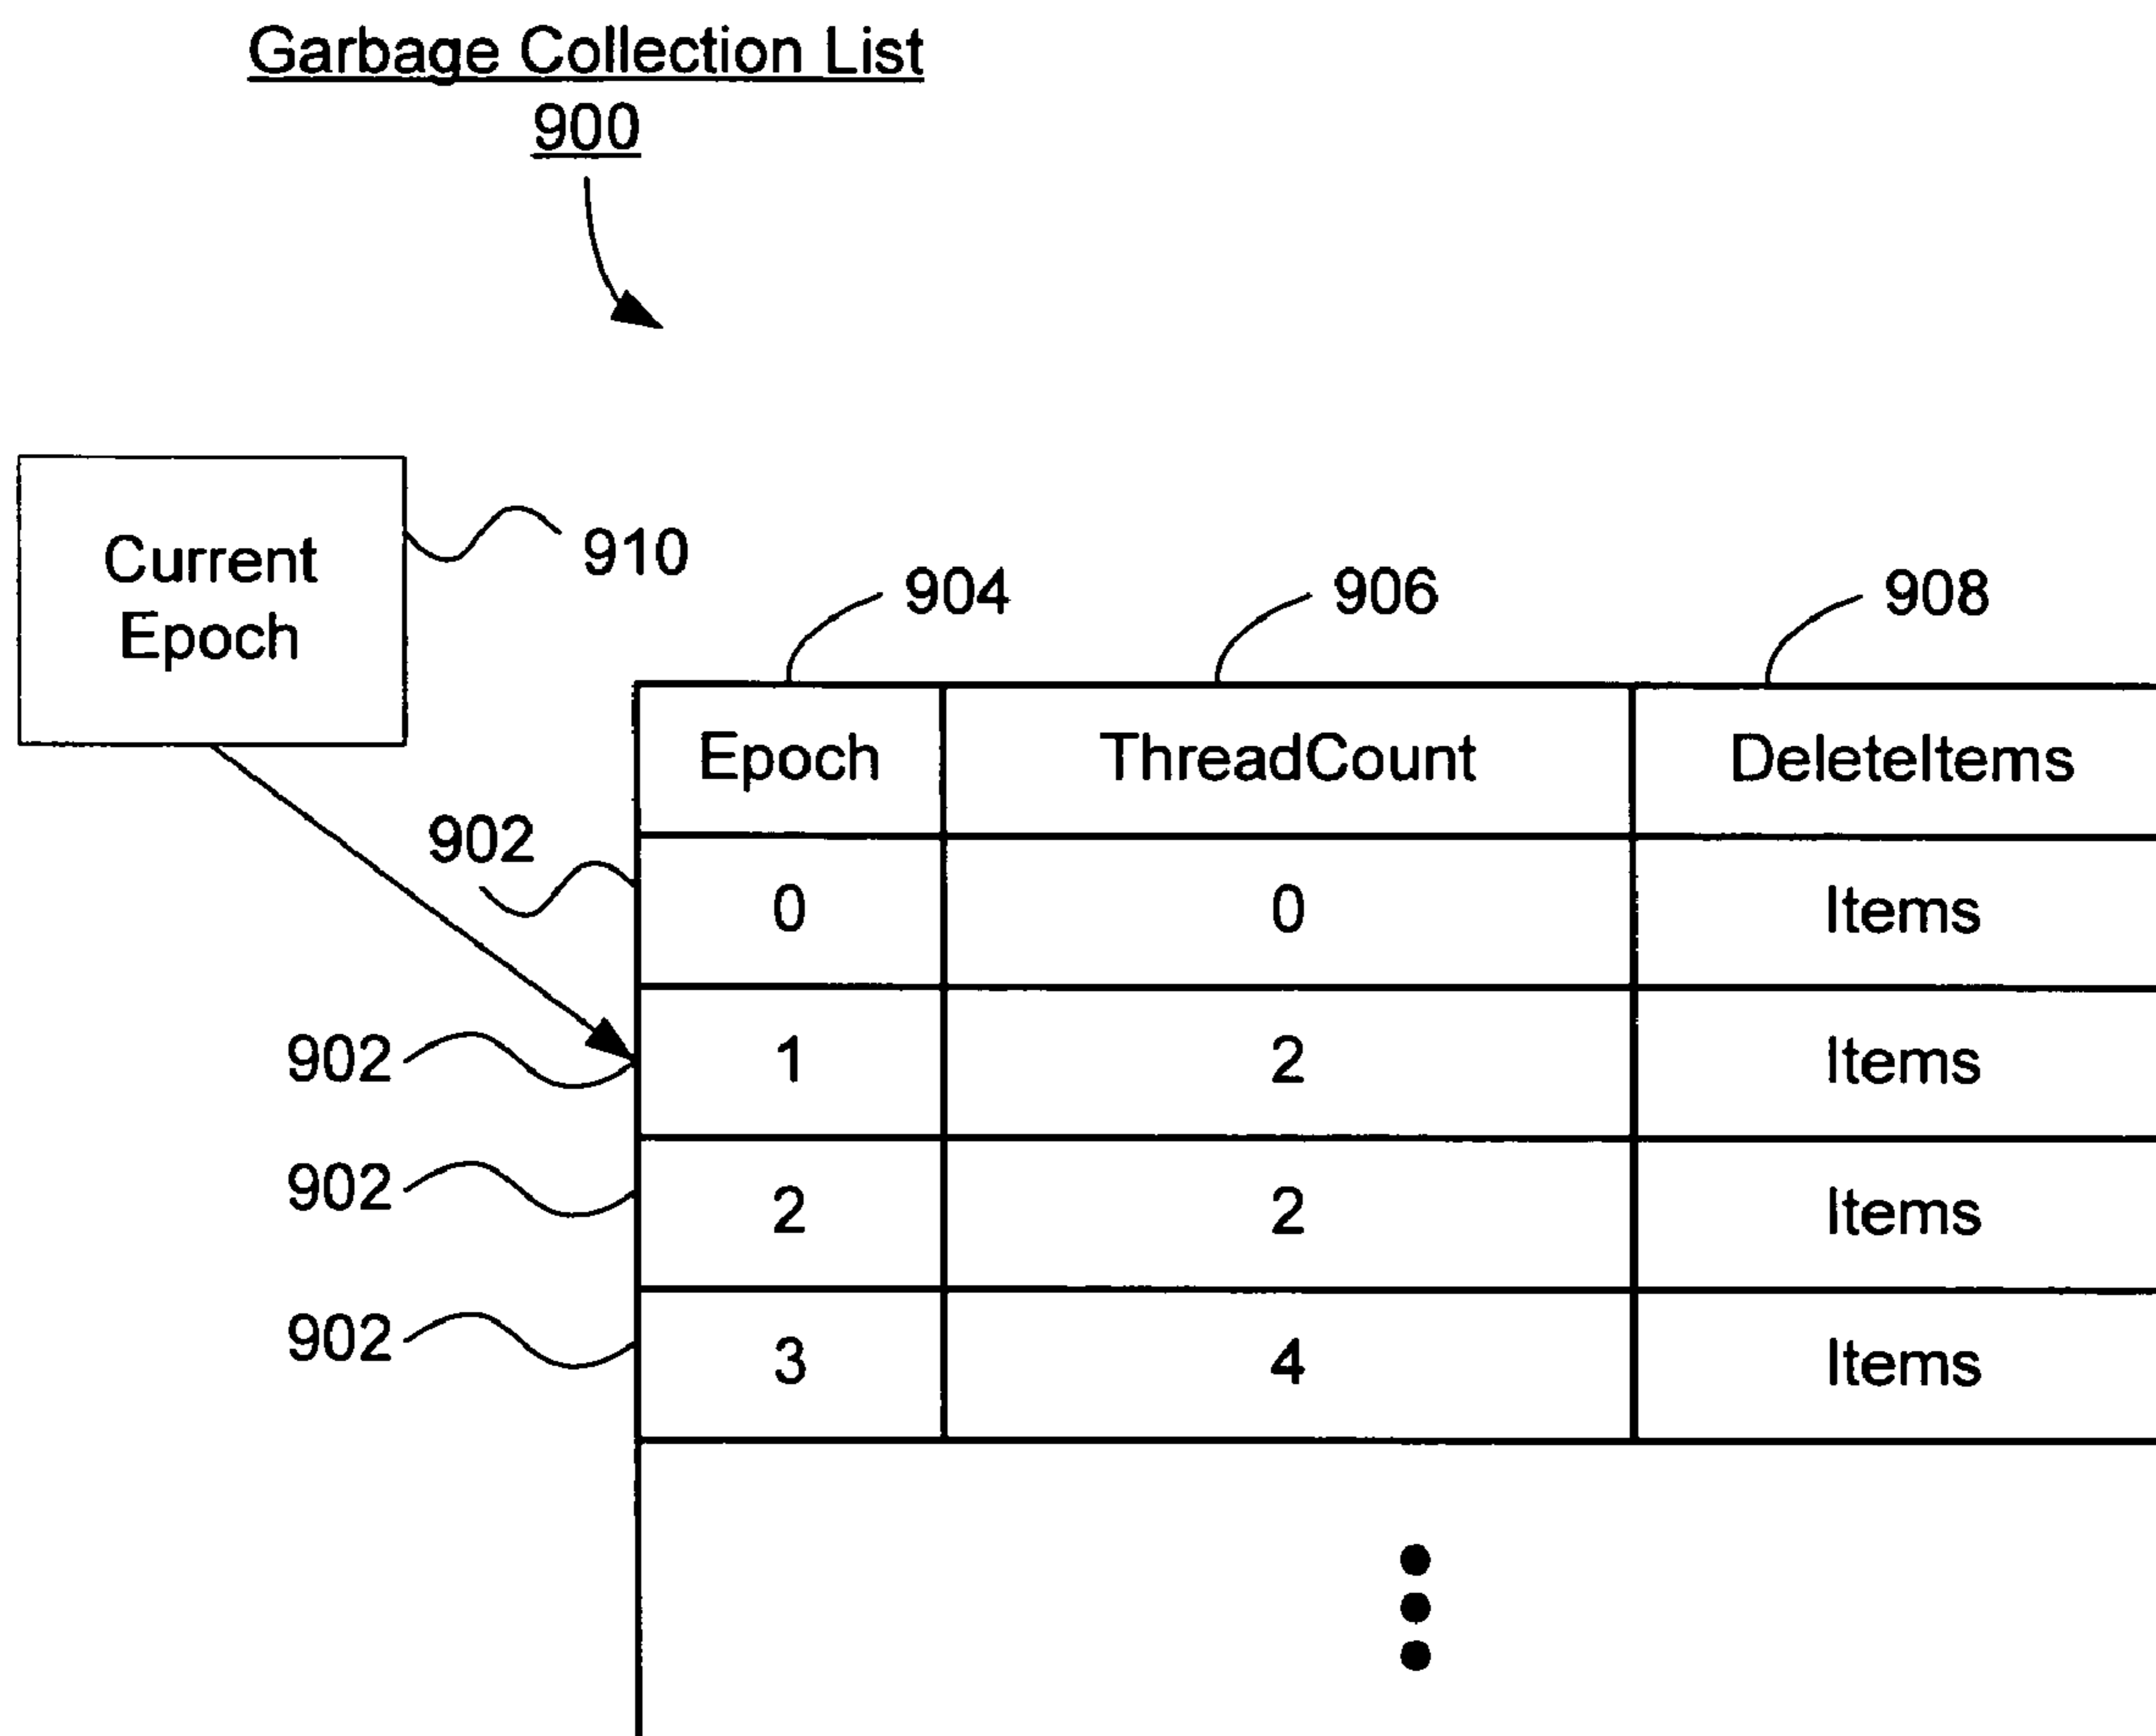 Garbage Collection List
900
Current
Epoch
910
904
906
908
Epoch ThreadCount DeleteItems
902
0 0 Items
902
1 2 Items
902
2 2 Items
902
3 4 Items